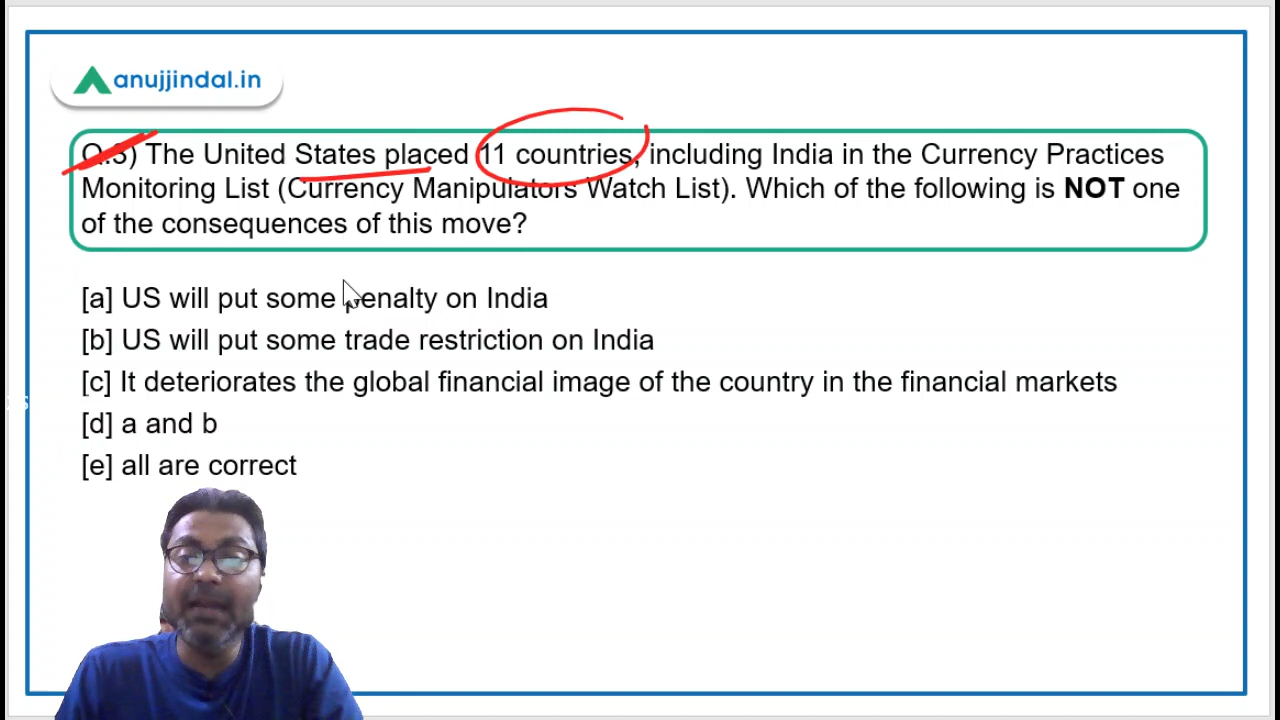 anujjindal.in
Q.3) The United States placed 11 countries, including India in the Currency Practices
Monitoring List (Currency Manipulators Watch List). Which of the following is NOT one
of the consequences of this move?
[a] US will put some penalty on India
[b] US will put some trade restriction on India
[c] It deteriorates the global financial image of the country in the financial markets
[d] a and b
[e] all are correct